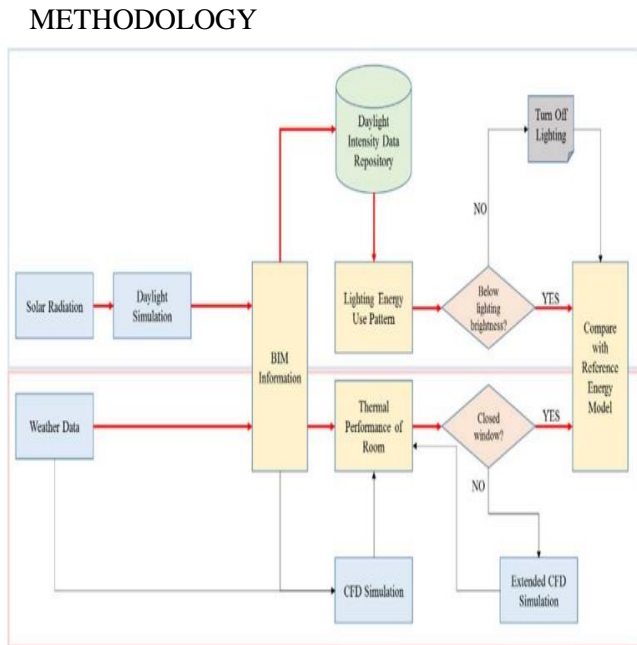 METHODOLOGY
Daylight
Intensity Data
Repository
Turn Off
Lighting
NO
Solar Radiation
Daylight
Simulation
BIM
Information
Lighting Energy
Use Pattern
Below
lighting
brightness?
YES
Compare
with
Reference
Energy
Model
Weather Data
Thermal
Performance of
Room
Closed
window?
YES
NO
CFD Simulation
Extended CFD
Simulation